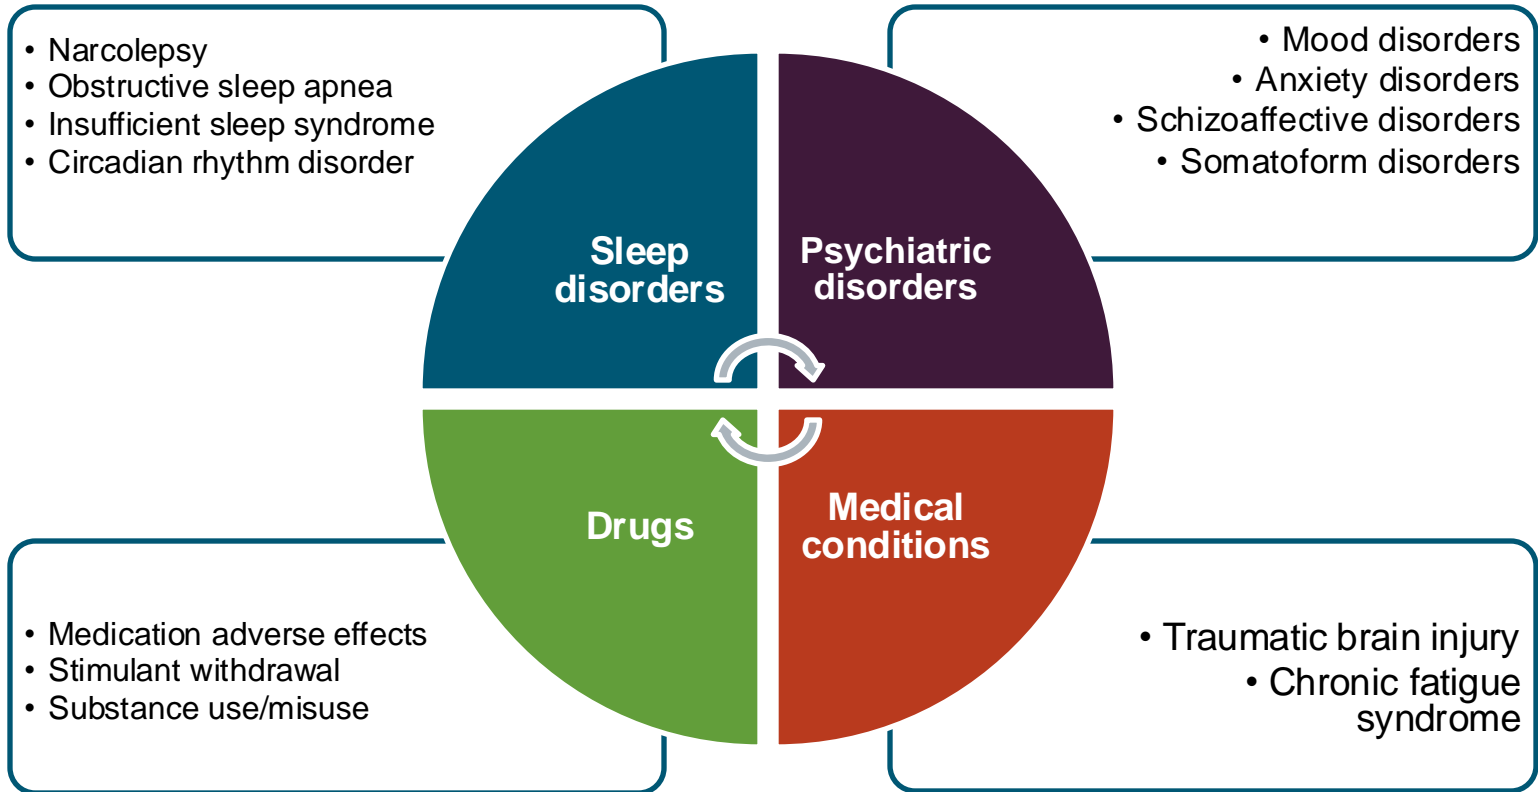 • Narcolepsy
• Obstructive sleep apnea
• Insufficient sleep syndrome
• Circadian rhythm disorder
• Mood disorders
• Anxiety disorders
• Schizoaffective disorders
• Somatoform disorders
Sleep
disorders
Psychiatric
disorders
Drugs
Medical
conditions
• Medication adverse effects
• Stimulant withdrawal
• Substance use/misuse
• Traumatic brain injury
• Chronic fatigue
syndrome